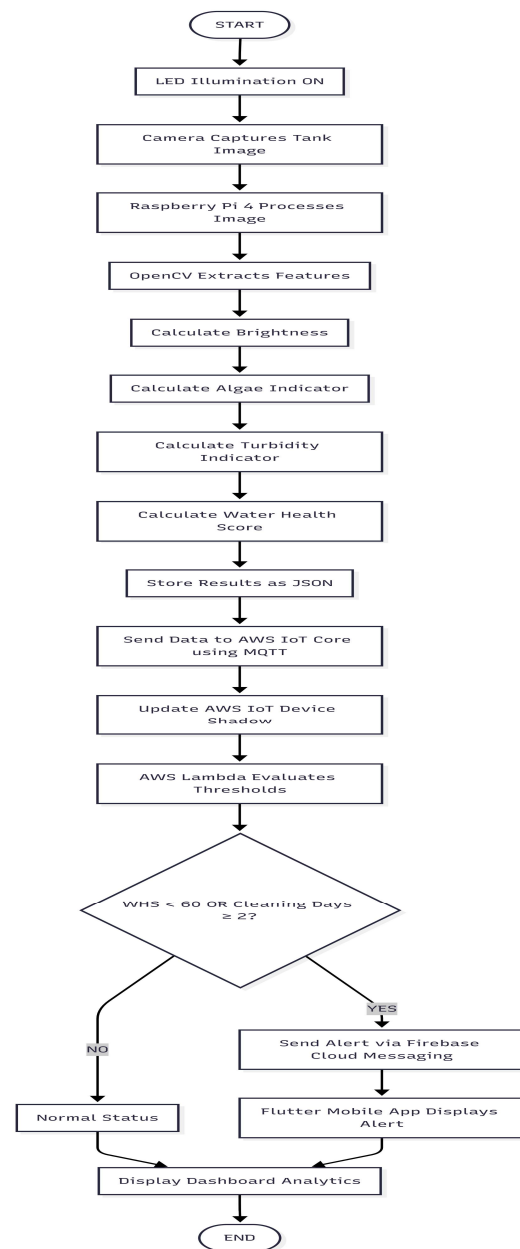 START
LED Illumination ON
Camera Captures Tank
Image
Raspberry Pi 4 Processes
Image
OpenCV Extracts Features
Calculate Brightness
Calculate Algae Indicator
Calculate Turbidity
Indicator
Calculate Water Health
Score
Store Results as JSON
Send Data to AWS IoT Core
using MQTT
Update AWS IoT Device
Shadow
AWS Lambda Evaluates
Thresholds
WHS < 60 OR Cleaning Days
≥ 2?
YES
Send Alert via Firebase
Cloud Messaging
NO
Flutter Mobile App Displays
Alert
Normal Status
Display Dashboard Analytics
END